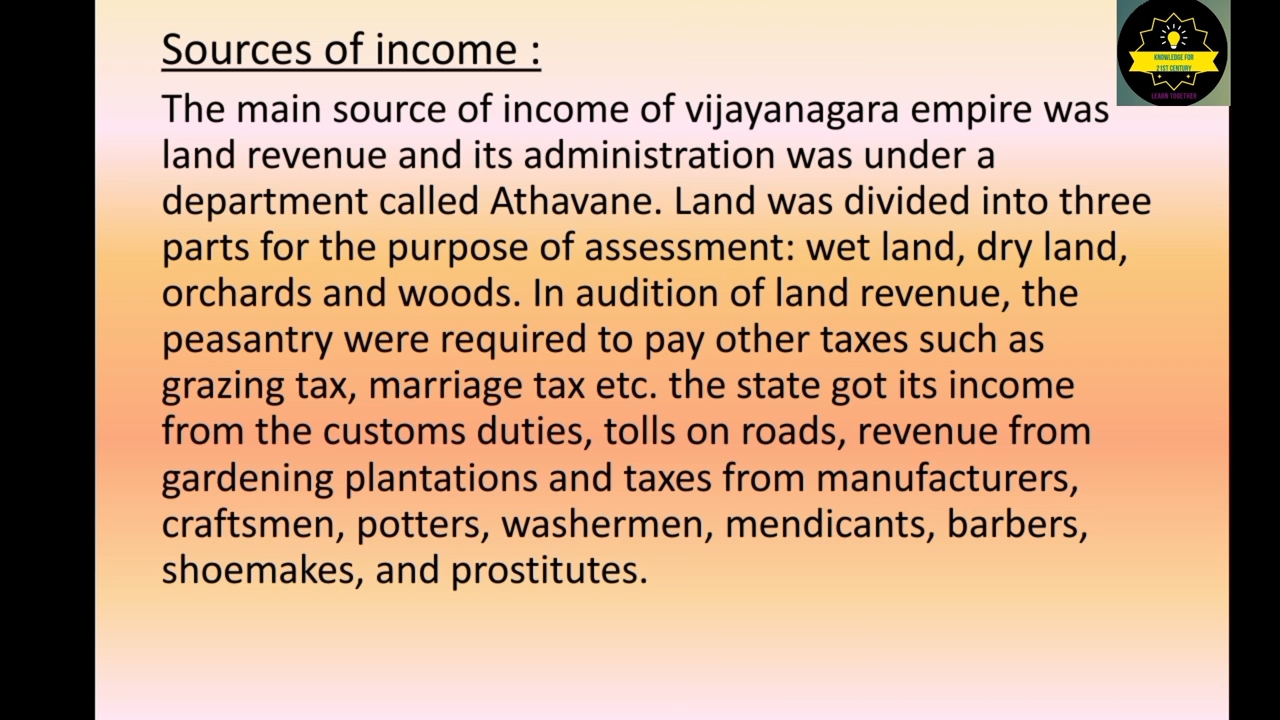 Sources of income :
KNOWLEDGE FOR
21ST CENTURY
LEARN TOGETHER
The main source of income of vijayanagara empire was
land revenue and its administration was under a
department called Athavane. Land was divided into three
parts for the purpose of assessment: wet land, dry land,
orchards and woods. In audition of land revenue, the
peasantry were required to pay other taxes such as
grazing tax, marriage tax etc. the state got its income
from the customs duties, tolls on roads, revenue from
gardening plantations and taxes from manufacturers,
craftsmen, potters, washermen, mendicants, barbers,
shoemakes, and prostitutes.